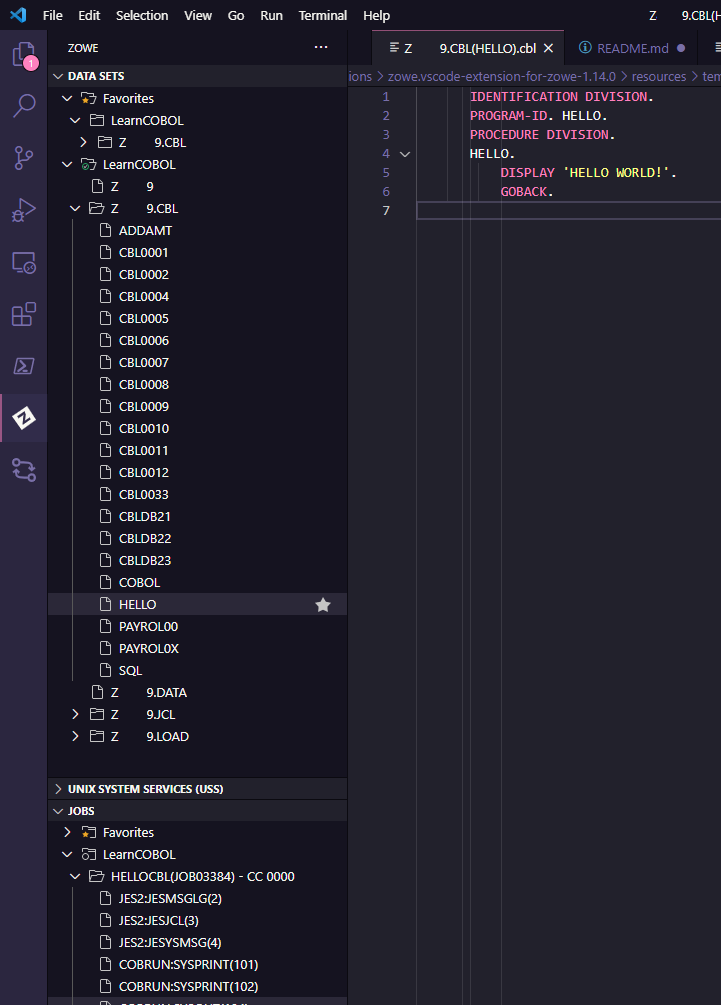 File Edit Selection View Go Run Terminal Help Z 9.CBL(
ZOWE ···
Z 9.CBL(HELLO).cbl README.md
1
DATA SETS
ions > zowe.vscode-extension-for-zowe-1.14.0 > resources > tem
Favorites
LearnCOBOL
Z 9.CBL
LearnCOBOL
Z 9
Z 9.CBL
ADDAMT
CBL0001
CBL0002
CBL0004
CBL0005
CBL0006
CBL0007
CBL0008
CBL0009
CBL0010
CBL0011
CBL0012
CBL0033
CBLDB21
CBLDB22
CBLDB23
COBOL
HELLO
PAYROL00
PAYROL0X
SQL
Z 9.DATA
Z 9.JCL
Z 9.LOAD
UNIX SYSTEM SERVICES (USS)
JOBS
Favorites
LearnCOBOL
HELLOCBL(JOB03384) - CC 0000
JES2:JESMSGLG(2)
JES2:JESJCL(3)
JES2:JESYSMSG(4)
COBRUN:SYSPRINT(101)
COBRUN:SYSPRINT(102)
1 IDENTIFICATION DIVISION.
2 PROGRAM-ID. HELLO.
3 PROCEDURE DIVISION.
4 HELLO.
5 DISPLAY 'HELLO WORLD!'.
6 GOBACK.
7